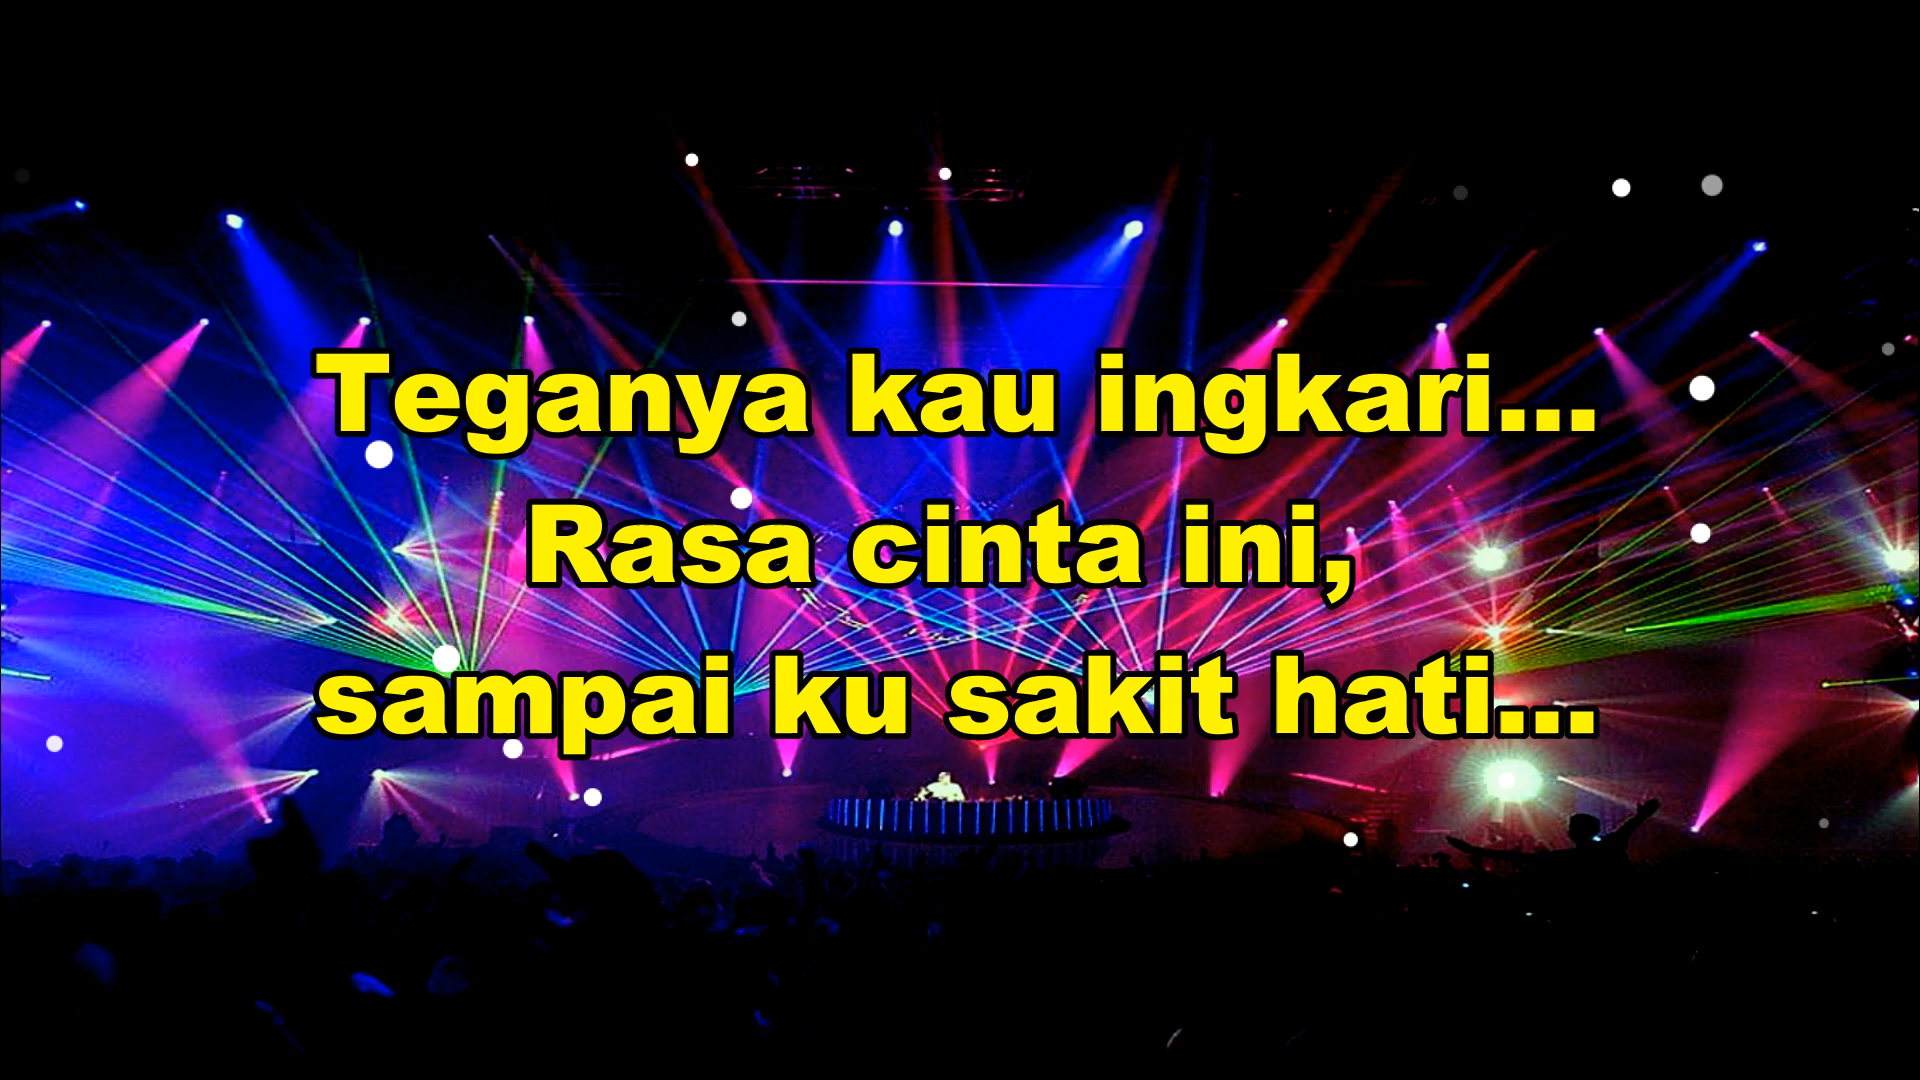 Teganya kau ingkari...
Rasa cinta ini,
sampai ku sakit hati...